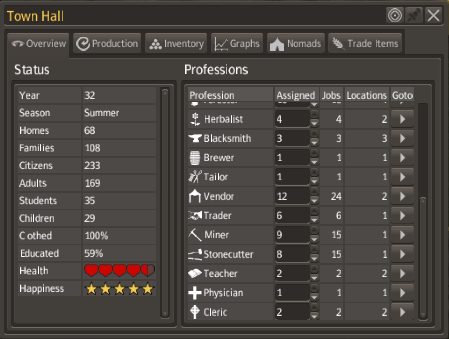 Town Hall
Overview Production Inventory Graphs Nomads Trade Items
Status
Year 32
Season Summer
Homes 68
Families 108
Citizens 233
Adults 169
Students 35
Children 29
Clothed 100%
Educated 59%
Health
Happiness
Professions
Profession Assigned Jobs Locations Goto
Herbalist 4 4 2
Blacksmith 3 3 3
Brewer 1 1 1
Tailor 1 1 1
Vendor 12 24 2
Trader 6 6 1
Miner 9 15 1
Stonecutter 8 15 1
Teacher 2 2 2
Physician 1 1 1
Cleric 2 2 2